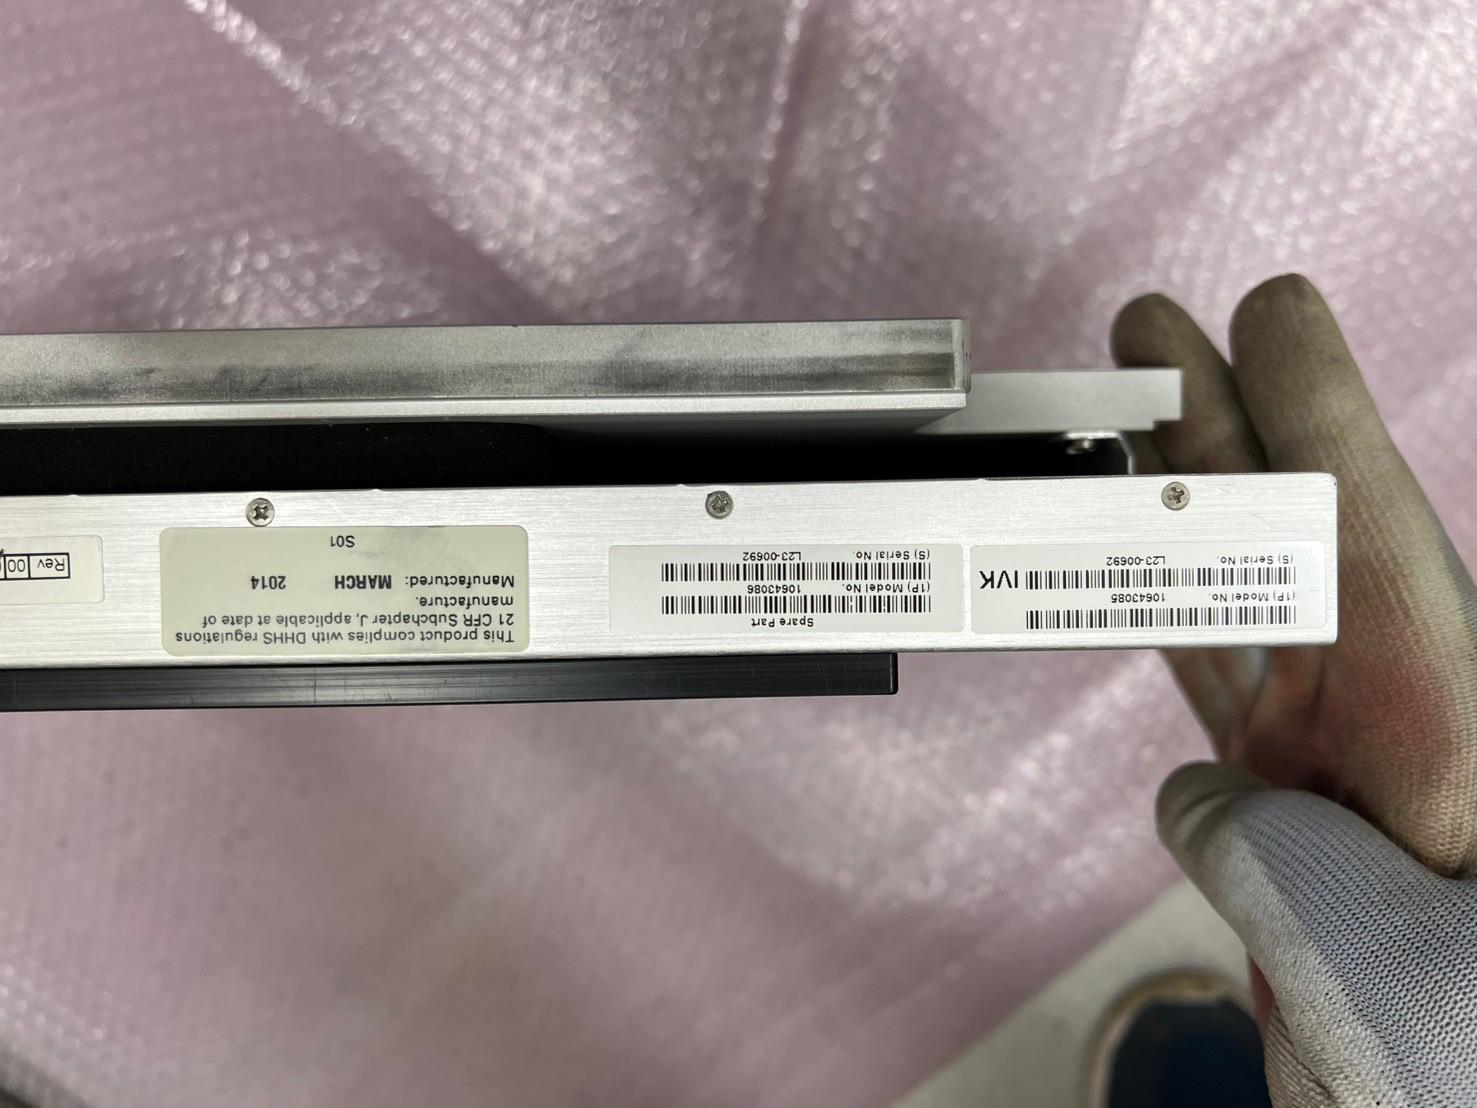 (1P) Model No. 10643085
(S) Serial No. L23-00692
IVK
Spare Part
(1P) Model No. 10643086
(S) Serial No. L23-00692
This product complies with DHHS regulations
21 CFR Subchapter J, applicable at date of
manufacture.
Manufactured: MARCH 2014
S01
Rev 00